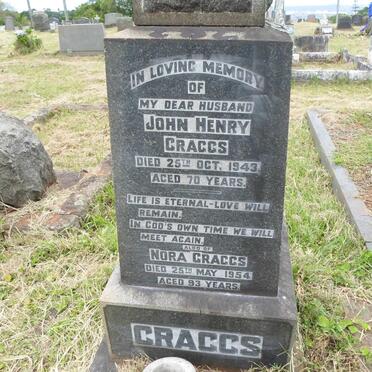 IN LOVING MEMORY
OF
MY DEAR HUSBAND
JOHN HENRY
CRAGGS
DIED 25TH OCT. 1943
AGED 70 YEARS.
LIFE IS ETERNAL-LOVE WILL
REMAIN.
IN GOD'S OWN TIME WE WILL
MEET AGAIN.
ALSO OF
NORA CRAGGS
DIED 25TH MAY 1954
AGED 93 YEARS.
CRAGGS